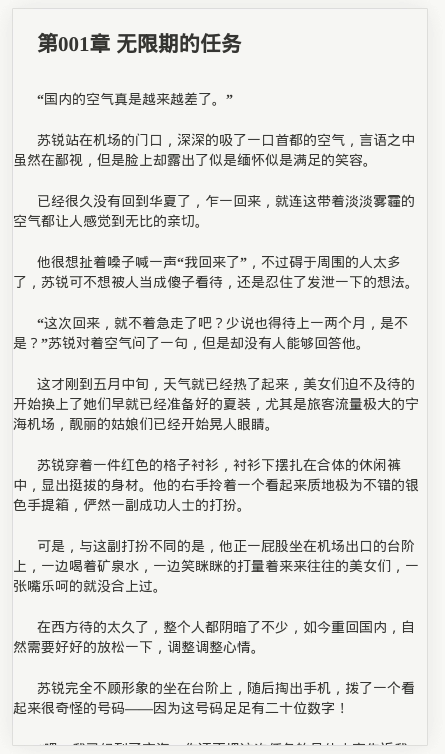 第001章 无限期的任务
“国内的空气真是越来越差了。”
苏锐站在机场的门口，深深的吸了一口首都的空气，言语之中
虽然在鄙视，但是脸上却露出了似是缅怀似是满足的笑容。
已经很久没有回到华夏了，乍一回来，就连这带着淡淡雾霾的
空气都让人感觉到无比的亲切。
他很想扯着嗓子喊一声“我回来了”，不过碍于周围的人太多
了，苏锐可不想被人当成傻子看待，还是忍住了发泄一下的想法。
“这次回来，就不着急走了吧？少说也得待上一两个月，是不
是？”苏锐对着空气问了一句，但是却没有人能够回答他。
这才刚到五月中旬，天气就已经热了起来，美女们迫不及待的
开始换上了她们早就已经准备好的夏装，尤其是旅客流量极大的宁
海机场，靓丽的姑娘们已经开始晃人眼睛。
苏锐穿着一件红色的格子衬衫，衬衫下摆扎在合体的休闲裤
中，显出挺拔的身材。他的右手拎着一个看起来质地极为不错的银
色手提箱，俨然一副成功人士的打扮。
可是，与这副打扮不同的是，他正一屁股坐在机场出口的台阶
上，一边喝着矿泉水，一边笑眯眯的打量着来来往往的美女们，一
张嘴乐呵的就没合上过。
在西方待的太久了，整个人都阴暗了不少，如今重回国内，自
然需要好好的放松一下，调整调整心情。
苏锐完全不顾形象的坐在台阶上，随后掏出手机，拨了一个看
起来很奇怪的号码——因为这号码足足有二十位数字！